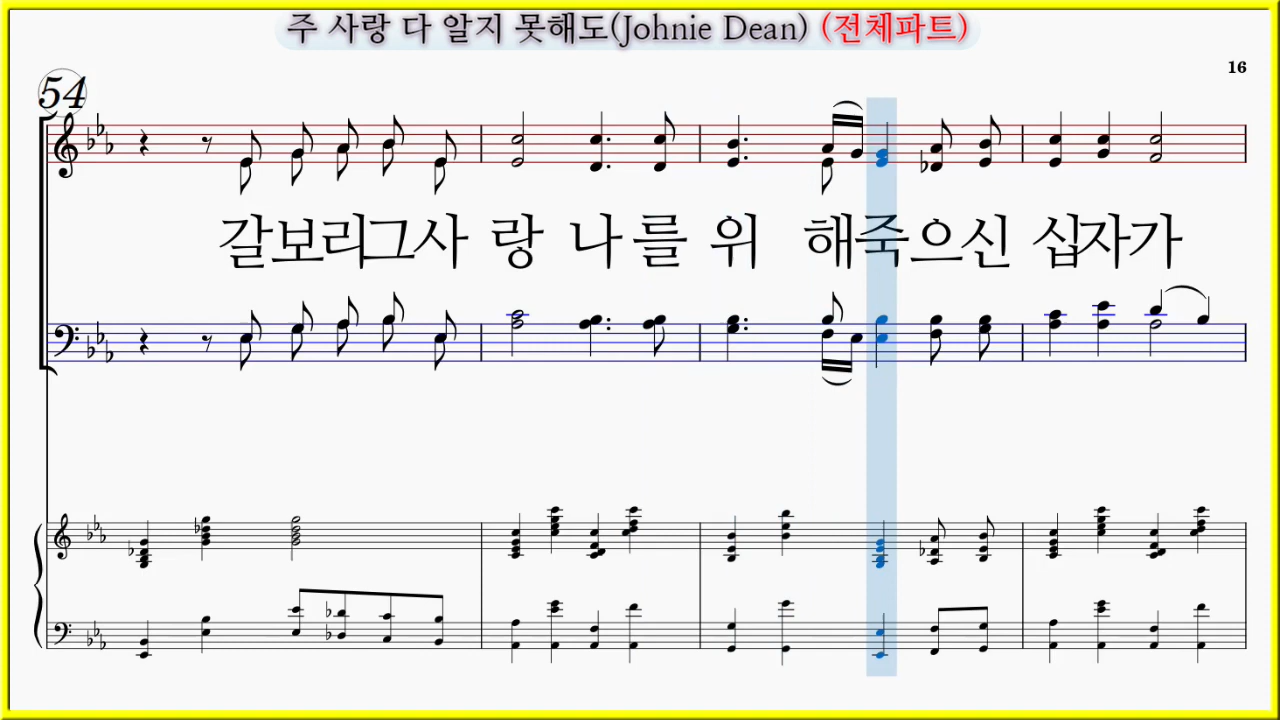 주 사랑 다 알지 못해도(Johnie Dean) (전체파트)
16
54
갈보리그사 랑 나 를 위 해죽으신 십자가